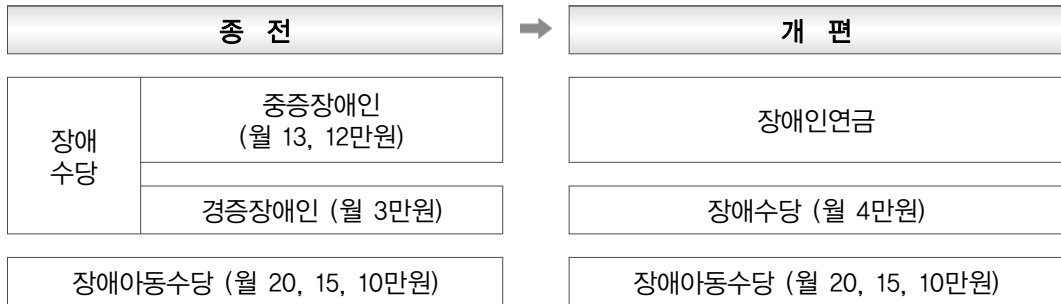 종 전
개 편
장애
수당
중증장애인
(월 13, 12만원)
장애인연금
경증장애인 (월 3만원)
장애수당 (월 4만원)
장애아동수당 (월 20, 15, 10만원)
장애아동수당 (월 20, 15, 10만원)